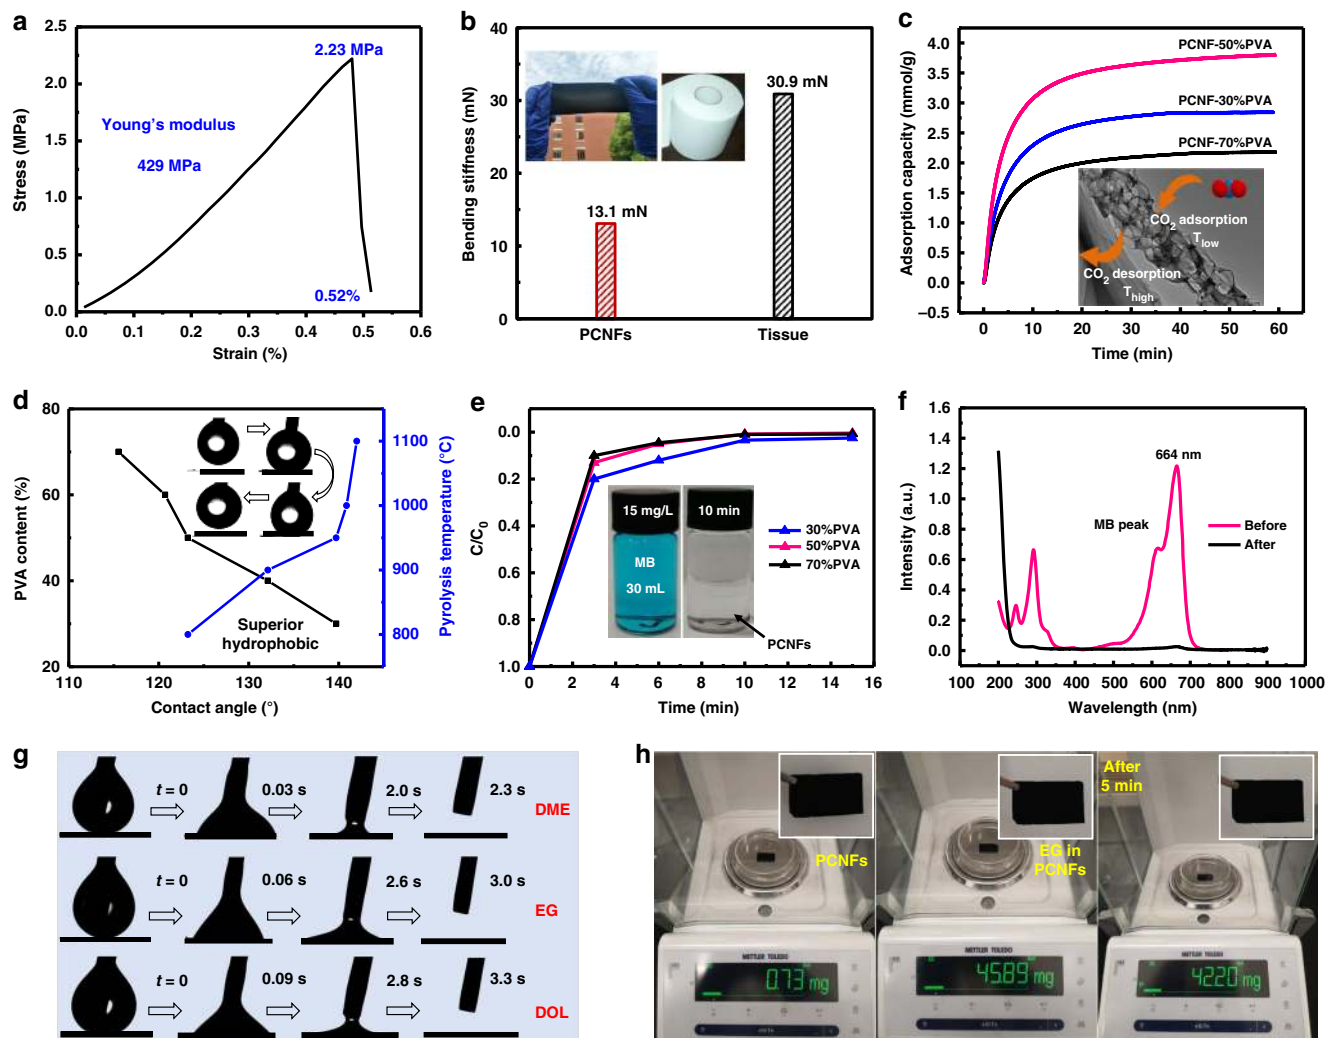 a
2.5
2.0
1.5
1.0
0.5
0.0
Stress (MPa)
2.23 MPa
Young's modulus
429 MPa
0.52%
0.0 0.1 0.2 0.3 0.4 0.5 0.6
Strain (%)
b
40
30
20
10
0
Bending stiffness (mN)
30.9 mN
13.1 mN
PCNFs Tissue
c
4.0
3.5
3.0
2.5
2.0
1.5
1.0
0.5
0.0
–0.5
Adsorption capacity (mmol/g)
PCNF-50%PVA
PCNF-30%PVA
PCNF-70%PVA
CO2 adsorption
Tlow
CO2 desorption
Thigh
0 10 20 30 40 50 60
Time (min)
d
80
60
40
20
PVA content (%)
Superior
hydrophobic
1100
1000
900
800
Pyrolysis temperature (°C)
110 120 130 140
Contact angle (°)
e
0.0
0.2
0.4
0.6
0.8
1.0
C/C0
15 mg/L 10 min
MB
30 mL
30%PVA
50%PVA
70%PVA
PCNFs
0 2 4 6 8 10 12 14 16
Time (min)
f
1.6
1.4
1.2
1.0
0.8
0.6
0.4
0.2
0.0
Intensity (a.u.)
664 nm
MB peak
Before
After
100 200 300 400 500 600 700 800 900 1000
Wavelength (nm)
g
t = 0 0.03 s 2.0 s 2.3 s
DME
t = 0 0.06 s 2.6 s 3.0 s
EG
t = 0 0.09 s 2.8 s 3.3 s
DOL
h
PCNFs
EG in
PCNFs
After
5 min
METTLER TOLEDO
0.73 mg
METTLER TOLEDO
45.89 mg
METTLER TOLEDO
42.20 mg